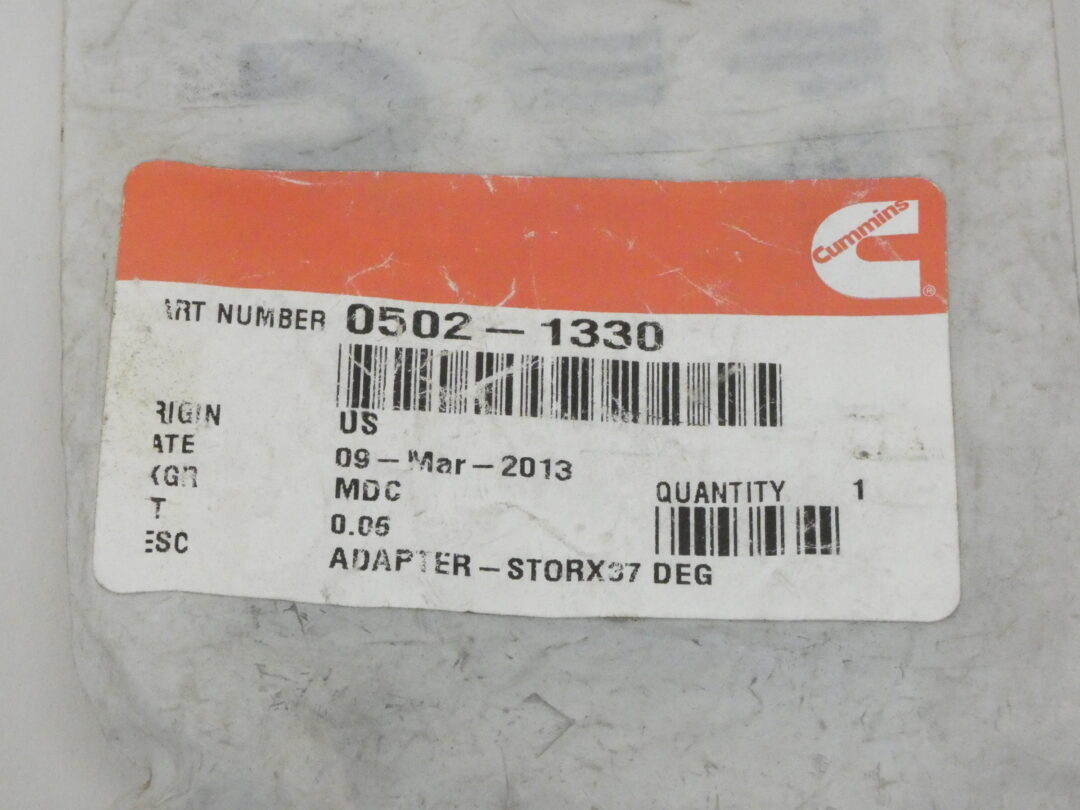 Cummins
®
ART NUMBER 0502-1330
RIGIN US
ATE 09-Mar-2013
KGR MDC
T 0.05
ESC ADAPTER-STORX37 DEG
QUANTITY 1